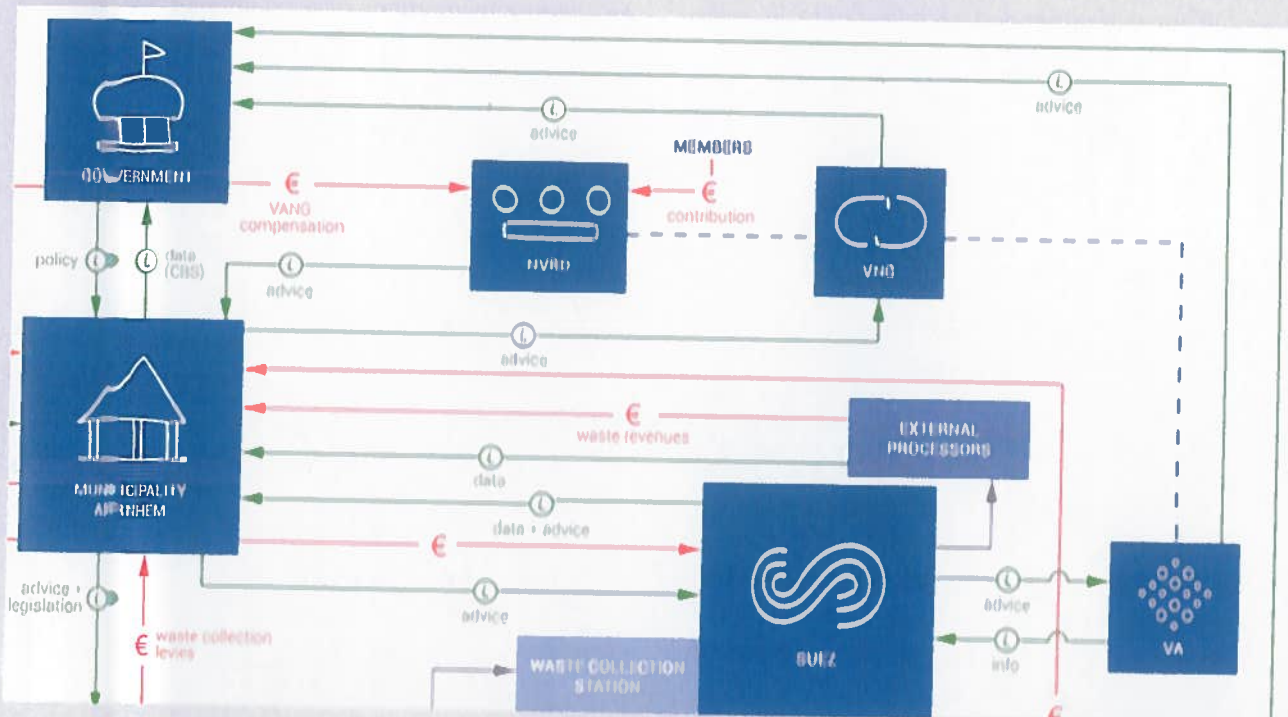 advice
advice
GOVERNMENT
MEMBERS
€
VANG
compensation
€
contribution
NVRD
VNG
policy
data
(CBS)
advice
advice
MUNICIPALITY
ARNHEM
€
waste revenues
EXTERNAL
PROCESSORS
data
data + advice
€
advice +
legislation
advice
€ waste collection
levies
SUEZ
advice
info
VA
WASTE COLLECTION
STATION
€